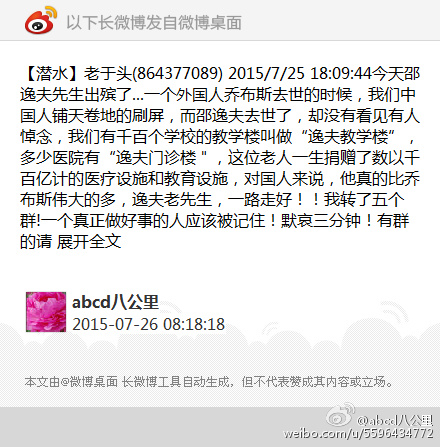 以下长微博发自微博桌面
【潜水】老于头(864377089) 2015/7/25 18:09:44今天邵
逸夫先生出殡了...一个外国人乔布斯去世的时候，我们中
国人铺天卷地的刷屏，而邵逸夫去世了，却没有看见有人
悼念，我们有千百个学校的教学楼叫做“逸夫教学楼”，
多少医院有“逸夫门诊楼＂，这位老人一生捐赠了数以千
百亿计的医疗设施和教育设施，对国人来说，他真的比乔
布斯伟大的多，逸夫老先生，一路走好！！我转了五个
群!一个真正做好事的人应该被记住！默哀三分钟！有群
的请 展开全文
abcd八公里
2015-07-26 08:18:18
本文由@微博桌面 长微博工具自动生成，但不代表赞成其内容或立场。
@abcd八公里
weibo.com/u/5596434772